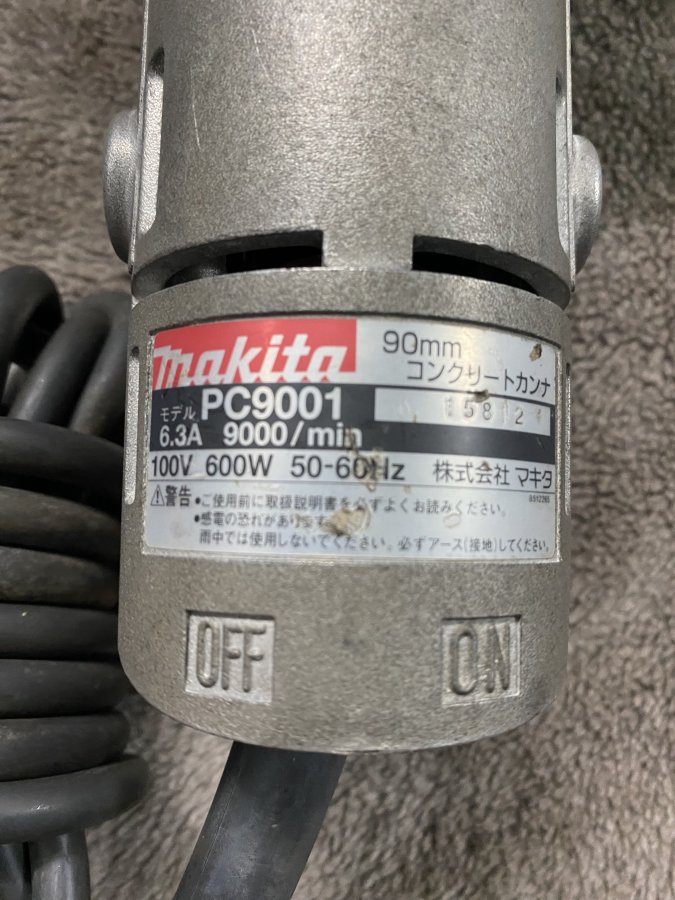 makita
90mm
コンクリートカンナ
モデル PC9001
6.3A 9000/min
100V 600W 50-60Hz 株式会社 マキタ
⚠警告 •ご使用前に取扱説明書を必ずよくお読みください。
•感電の恐れがあります
雨中では使用しないでください。必ずアース(接地)してください。
OFF
ON